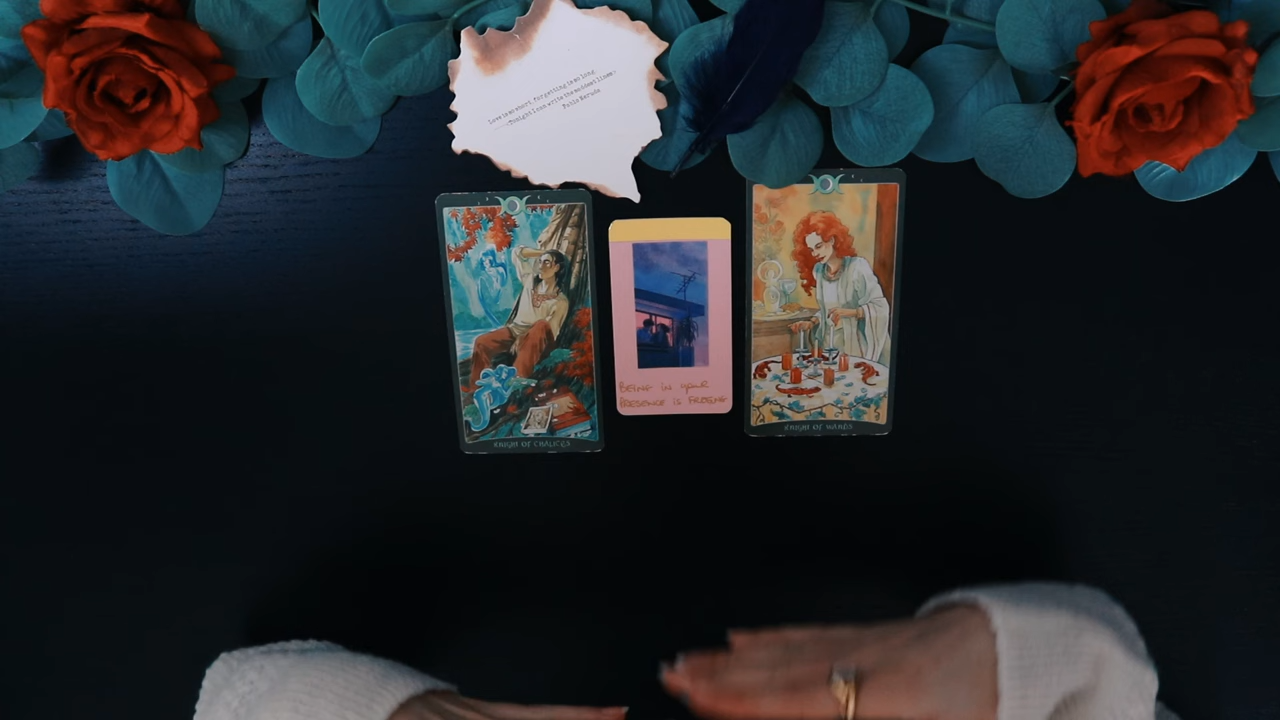 Love is so short, forgetting is so long.
Tonight I can write the saddest lines-
Pablo Neruda
BEING IN YOUR
PRESENCE IS FREEING
KNIGHT OF CHALICES
KNIGHT OF WANDS